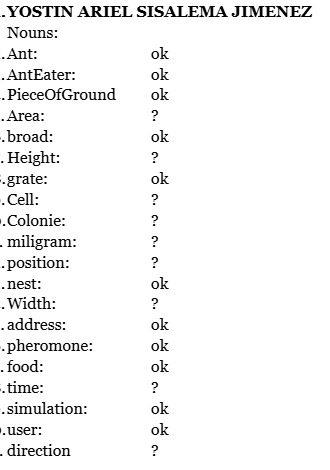 .YOSTIN ARIEL SISALEMA JIMENEZ
Nouns:
.Ant: ok
.AntEater: ok
.PieceOfGround ok
.Area: ?
.broad: ok
.Height: ?
.grate: ok
.Cell: ?
.Colonie: ?
. miligram: ?
.position: ?
.nest: ok
.Width: ?
. address: ok
.pheromone: ok
. food: ok
.time: ?
.simulation: ok
.user: ok
. direction ?